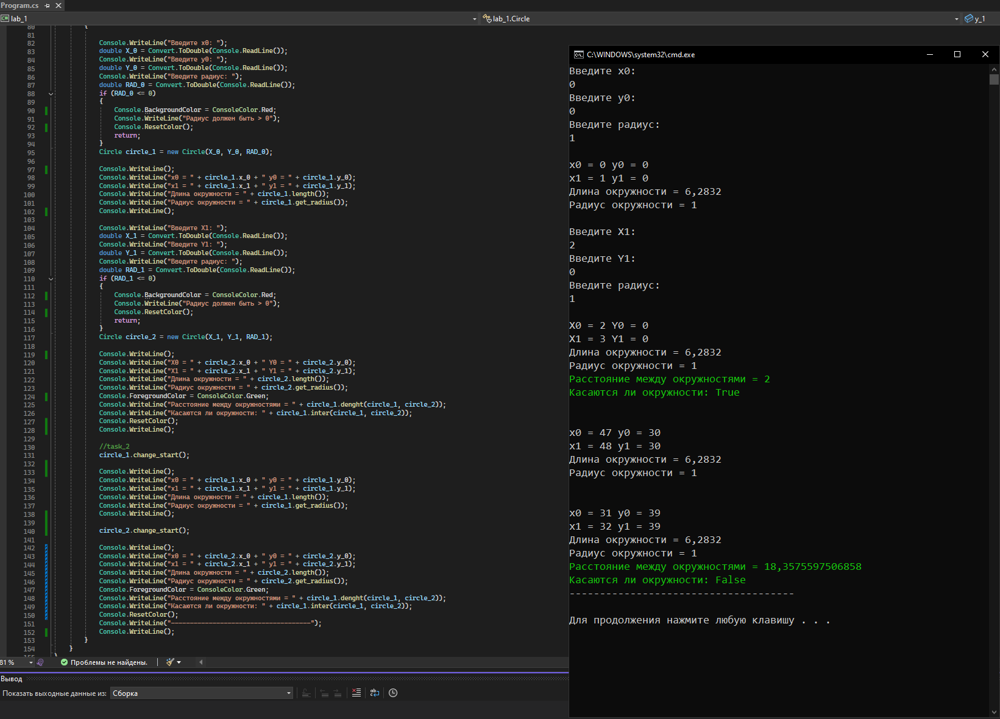 Program.cs
lab_1
lab_1.Circle
y_1
80 {
81
82 Console.WriteLine("Введите x0: ");
83 double X_0 = Convert.ToDouble(Console.ReadLine());
84 Console.WriteLine("Введите y0: ");
85 double Y_0 = Convert.ToDouble(Console.ReadLine());
86 Console.WriteLine("Введите радиус: ");
87 double RAD_0 = Convert.ToDouble(Console.ReadLine());
88 if (RAD_0 <= 0)
89 {
90 Console.BackgroundColor = ConsoleColor.Red;
91 Console.WriteLine("Радиус должен быть > 0");
92 Console.ResetColor();
93 return;
94 }
95 Circle circle_1 = new Circle(X_0, Y_0, RAD_0);
96
97 Console.WriteLine();
98 Console.WriteLine("x0 = " + circle_1.x_0 + " y0 = " + circle_1.y_0);
99 Console.WriteLine("x1 = " + circle_1.x_1 + " y1 = " + circle_1.y_1);
100 Console.WriteLine("Длина окружности = " + circle_1.length());
101 Console.WriteLine("Радиус окружности = " + circle_1.get_radius());
102 Console.WriteLine();
103
104 Console.WriteLine("Введите X1: ");
105 double X_1 = Convert.ToDouble(Console.ReadLine());
106 Console.WriteLine("Введите Y1: ");
107 double Y_1 = Convert.ToDouble(Console.ReadLine());
108 Console.WriteLine("Введите радиус: ");
109 double RAD_1 = Convert.ToDouble(Console.ReadLine());
110 if (RAD_1 <= 0)
111 {
112 Console.BackgroundColor = ConsoleColor.Red;
113 Console.WriteLine("Радиус должен быть > 0");
114 Console.ResetColor();
115 return;
116 }
117 Circle circle_2 = new Circle(X_1, Y_1, RAD_1);
118
119 Console.WriteLine();
120 Console.WriteLine("X0 = " + circle_2.x_0 + " Y0 = " + circle_2.y_0);
121 Console.WriteLine("X1 = " + circle_2.x_1 + " Y1 = " + circle_2.y_1);
122 Console.WriteLine("Длина окружности = " + circle_2.length());
123 Console.WriteLine("Радиус окружности = " + circle_2.get_radius());
124 Console.ForegroundColor = ConsoleColor.Green;
125 Console.WriteLine("Расстояние между окружностями = " + circle_1.denght(circle_1, circle_2));
126 Console.WriteLine("Касаются ли окружности: " + circle_1.inter(circle_1, circle_2));
127 Console.ResetColor();
128 Console.WriteLine();
129
130 //task_2
131 circle_1.change_start();
132
133 Console.WriteLine();
134 Console.WriteLine("x0 = " + circle_1.x_0 + " y0 = " + circle_1.y_0);
135 Console.WriteLine("x1 = " + circle_1.x_1 + " y1 = " + circle_1.y_1);
136 Console.WriteLine("Длина окружности = " + circle_1.length());
137 Console.WriteLine("Радиус окружности = " + circle_1.get_radius());
138 Console.WriteLine();
139
140 circle_2.change_start();
141
142 Console.WriteLine();
143 Console.WriteLine("x0 = " + circle_2.x_0 + " y0 = " + circle_2.y_0);
144 Console.WriteLine("x1 = " + circle_2.x_1 + " y1 = " + circle_2.y_1);
145 Console.WriteLine("Длина окружности = " + circle_2.length());
146 Console.WriteLine("Радиус окружности = " + circle_2.get_radius());
147 Console.ForegroundColor = ConsoleColor.Green;
148 Console.WriteLine("Расстояние между окружностями = " + circle_1.denght(circle_1, circle_2));
149 Console.WriteLine("Касаются ли окружности: " + circle_1.inter(circle_1, circle_2));
150 Console.ResetColor();
151 Console.WriteLine("-------------------------------------");
152 Console.WriteLine();
153 }
154 }
155 }
81 %
Проблемы не найдены.
Вывод
Показать выходные данные из: Сборка
C:\WINDOWS\system32\cmd.exe
Введите x0:
0
Введите y0:
0
Введите радиус:
1
x0 = 0 y0 = 0
x1 = 1 y1 = 0
Длина окружности = 6,2832
Радиус окружности = 1
Введите X1:
2
Введите Y1:
0
Введите радиус:
1
X0 = 2 Y0 = 0
X1 = 3 Y1 = 0
Длина окружности = 6,2832
Радиус окружности = 1
Расстояние между окружностями = 2
Касаются ли окружности: True
x0 = 47 y0 = 30
x1 = 48 y1 = 30
Длина окружности = 6,2832
Радиус окружности = 1
x0 = 31 y0 = 39
x1 = 32 y1 = 39
Длина окружности = 6,2832
Радиус окружности = 1
Расстояние между окружностями = 18,3575597506858
Касаются ли окружности: False
-------------------------------------
Для продолжения нажмите любую клавишу . . .